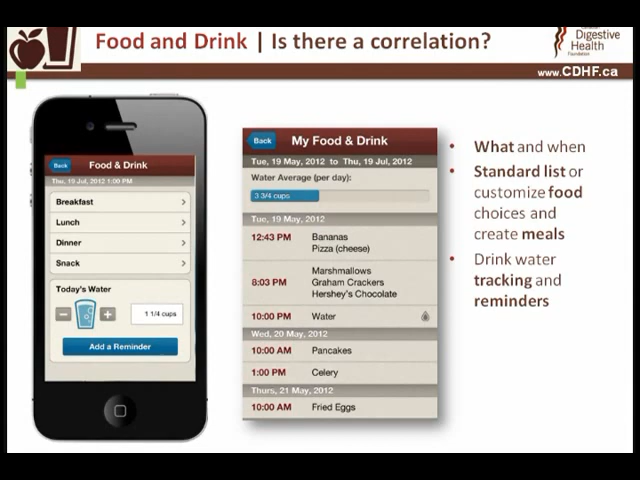 Food and Drink | Is there a correlation?
Digestive
Health
Foundation
www.CDHF.ca
Back
Food & Drink
Thu, 19 Jul, 2012 1:00 PM
Breakfast
Lunch
Dinner
Snack
Today's Water
1 1/4 cups
Add a Reminder
Back
My Food & Drink
Tue, 19 May, 2012 to Thu, 19 Jul, 2012
Water Average (per day):
3 3/4 cups
Tue, 19 May, 2012
12:43 PM Bananas
Pizza (cheese)
8:03 PM Marshmallows
Graham Crackers
Hershey's Chocolate
10:00 PM Water
Wed, 20 May, 2012
10:00 AM Pancakes
1:00 PM Celery
Thurs, 21 May, 2012
10:00 AM Fried Eggs
• What and when
• Standard list or
customize food
choices and
create meals
• Drink water
tracking and
reminders